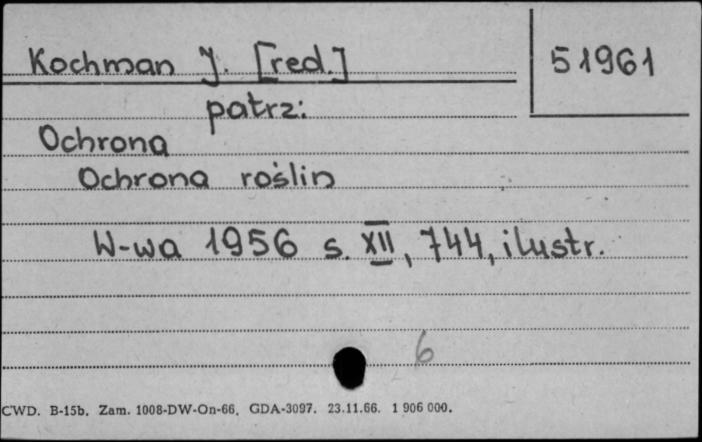 Kochman J. [red.]
51961
patrz:
Ochrona
Ochrona roślin
W-wa 1956 s. XII, 744, ilustr.
6
CWD. B-15b. Zam. 1008-DW-On-66. GDA-3097. 23.11.66. 1 906 000.